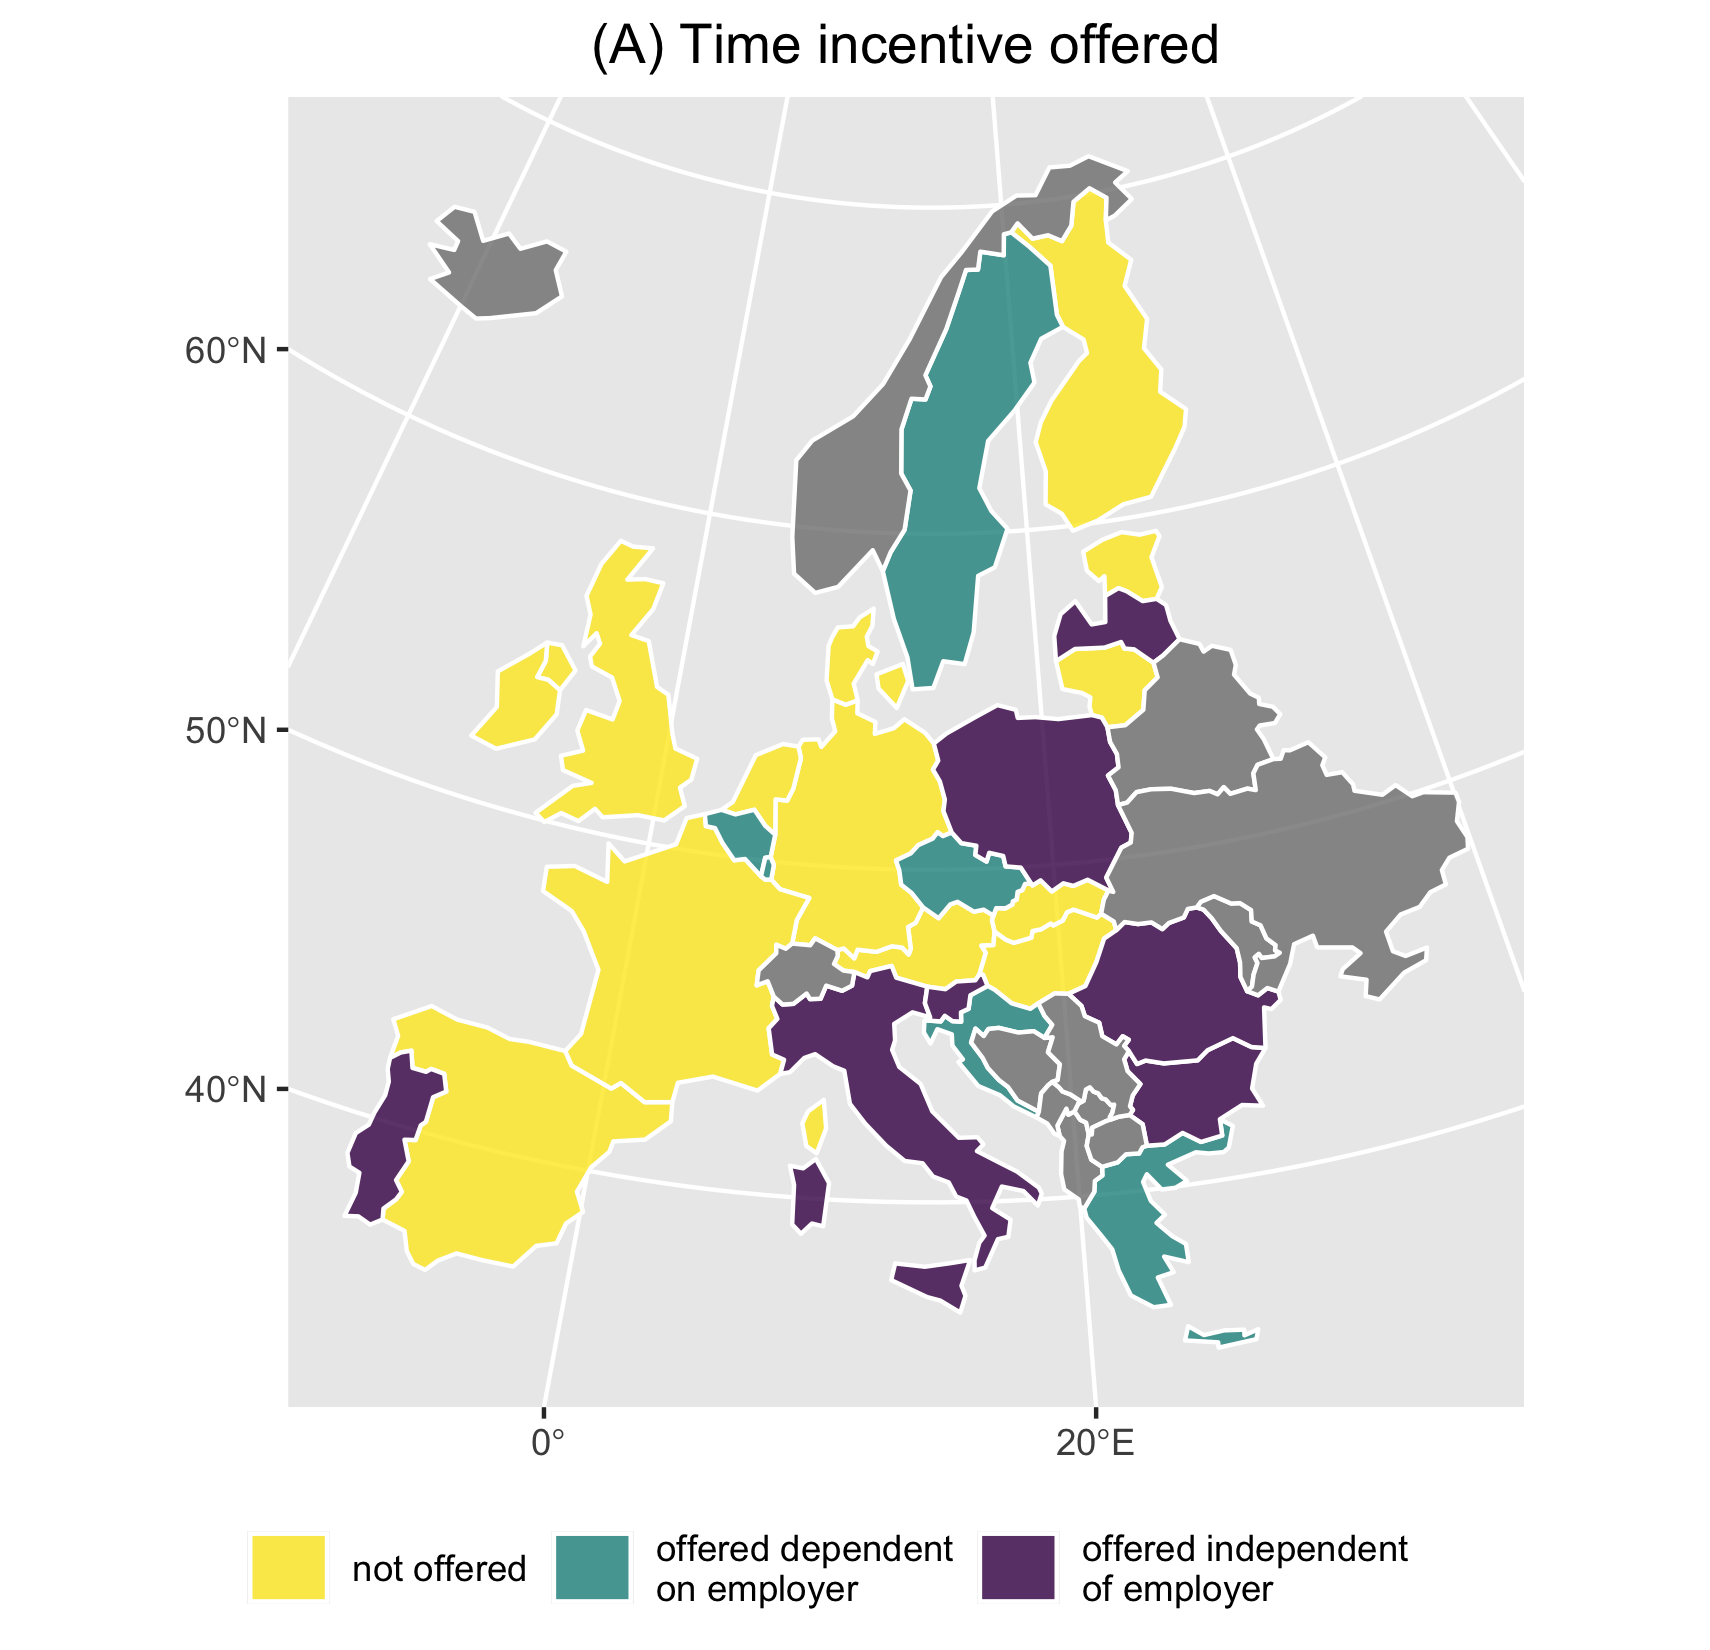 (A) Time incentive offered
60°N
50°N
40°N
0°
20°E
not offered
offered dependent
on employer
offered independent
of employer